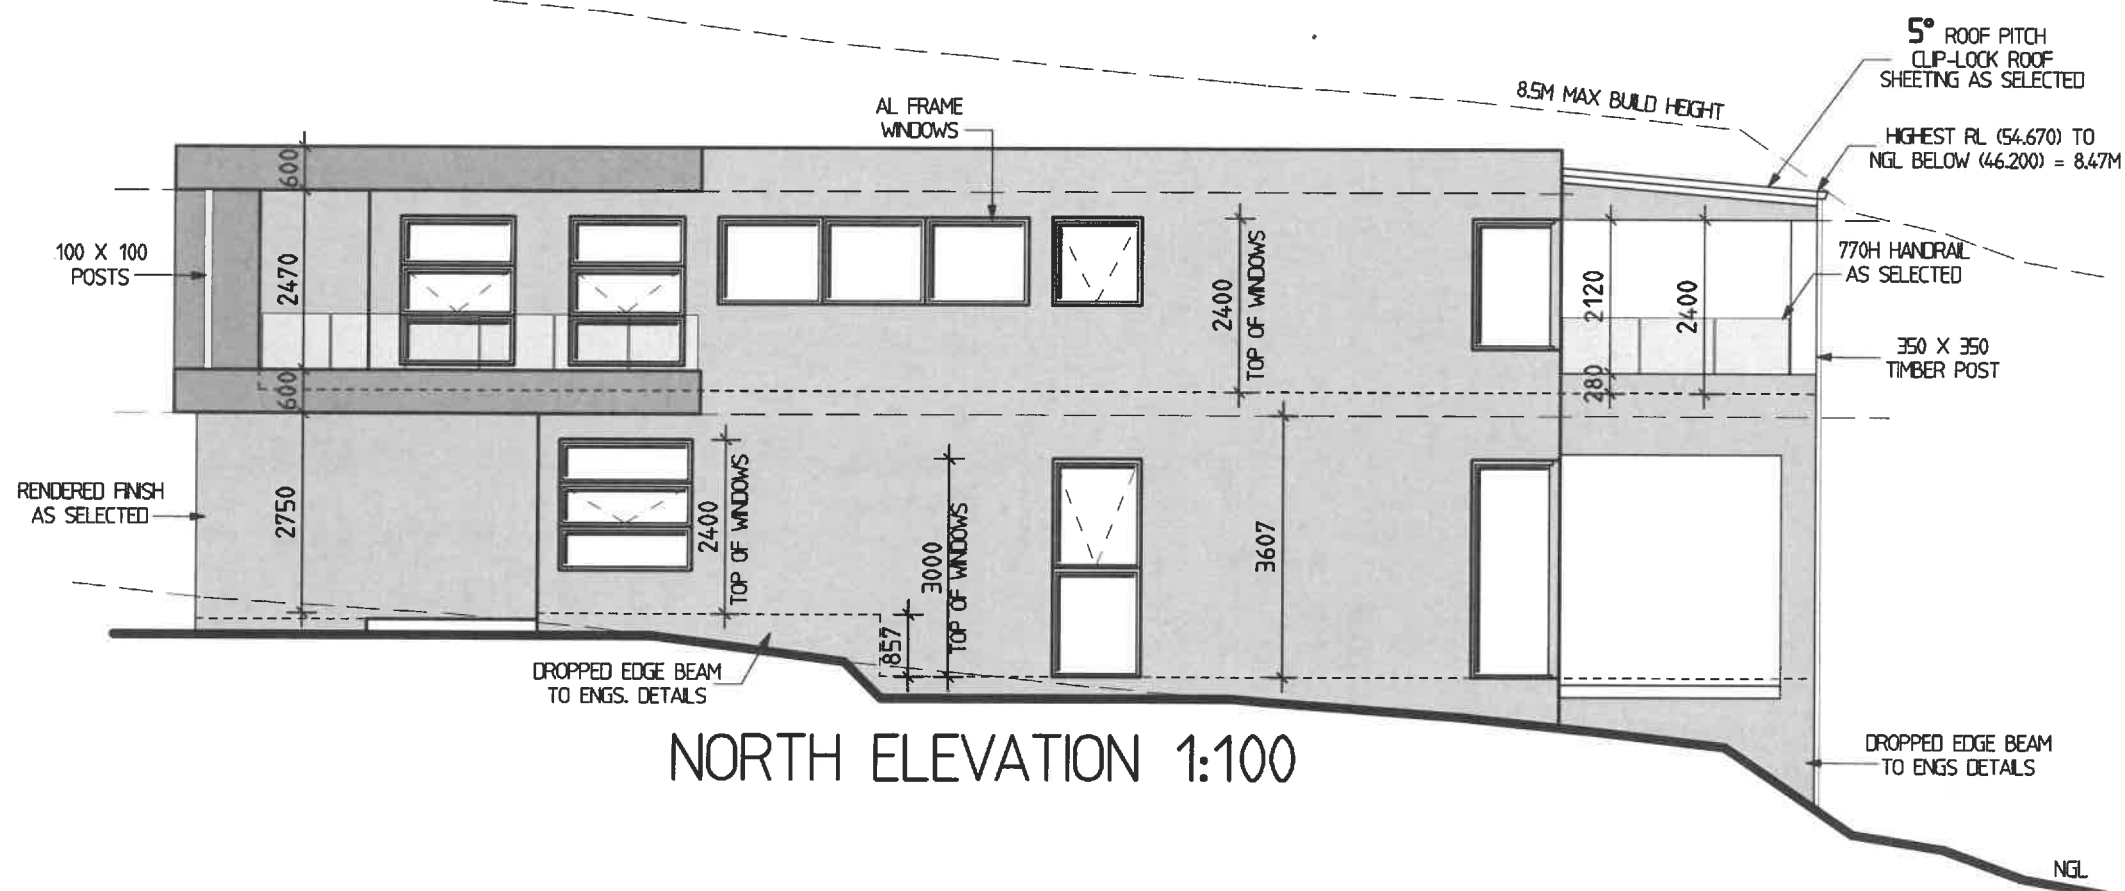 5° ROOF PITCH
CLIP-LOCK ROOF
SHEETING AS SELECTED
8.5M MAX BUILD HEIGHT
AL FRAME
WINDOWS
HIGHEST RL (54.670) TO
NGL BELOW (46.200) = 8.47M
600
100 X 100
POSTS
2470
2400
TOP OF WINDOWS
2120
2400
770H HANDRAIL
AS SELECTED
350 X 350
TIMBER POST
600
280
RENDERED FINISH
AS SELECTED
2750
2400
TOP OF WINDOWS
3000
TOP OF WINDOWS
3607
857
DROPPED EDGE BEAM
TO ENGS. DETAILS
NORTH ELEVATION 1:100
DROPPED EDGE BEAM
TO ENGS DETAILS
NGL